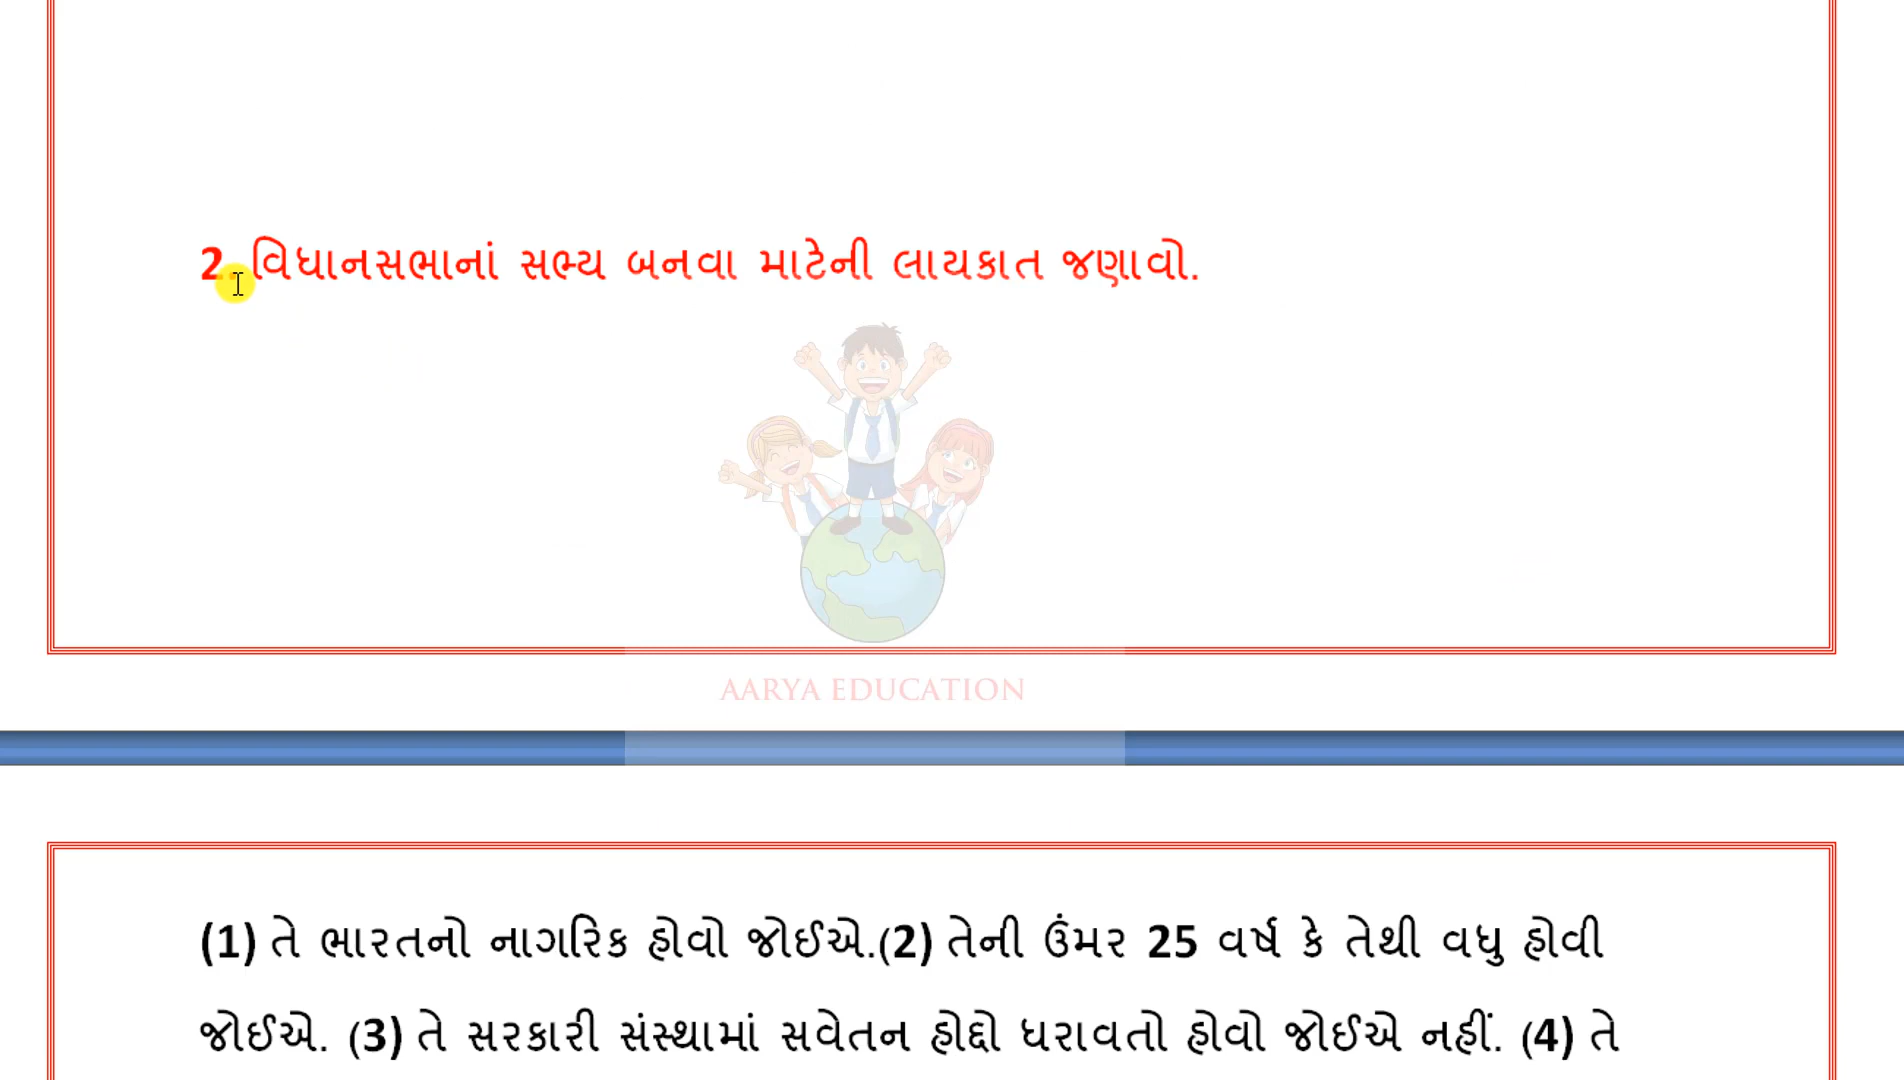 2. વિધાનસભાનાં સભ્ય બનવા માટેની લાયકાત જણાવો.
AARYA EDUCATION
(1) તે ભારતનો નાગરિક હોવો જોઈએ.(2) તેની ઉંમર 25 વર્ષ કે તેથી વધુ હોવી
જોઈએ. (3) તે સરકારી સંસ્થામાં સવેતન હોદ્દો ધરાવતો હોવો જોઈએ નહીં. (4) તે